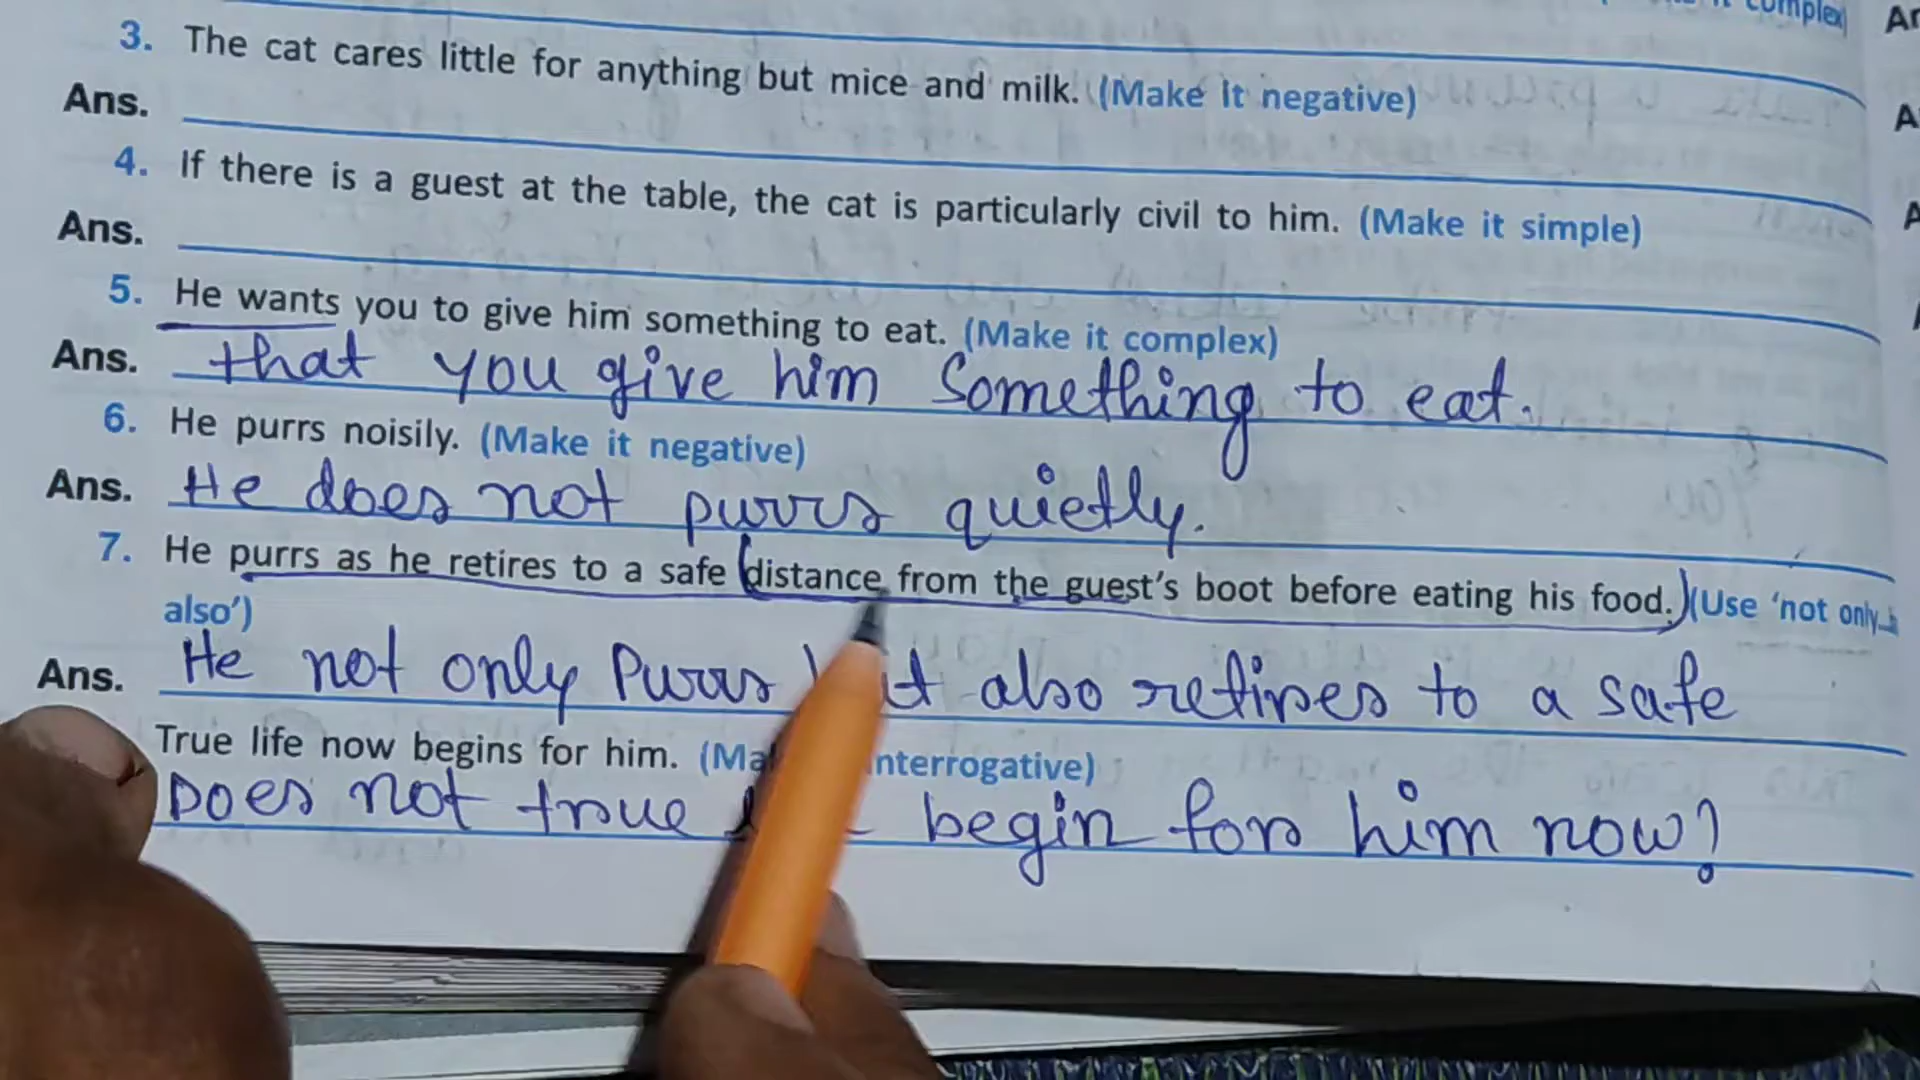 complex)
3. The cat cares little for anything but mice and milk. (Make it negative)
Ans.
4. If there is a guest at the table, the cat is particularly civil to him. (Make it simple)
Ans.
5. He wants you to give him something to eat. (Make it complex)
Ans. that you give him something to eat.
6. He purrs noisily. (Make it negative)
Ans. He does not purrs quietly.
7. He purrs as he retires to a safe distance from the guest's boot before eating his food. (Use 'not only...
also')
Ans. He not only Purrs also retires to a safe
True life now begins for him. (Ma nterrogative)
Does not true begin for him now?